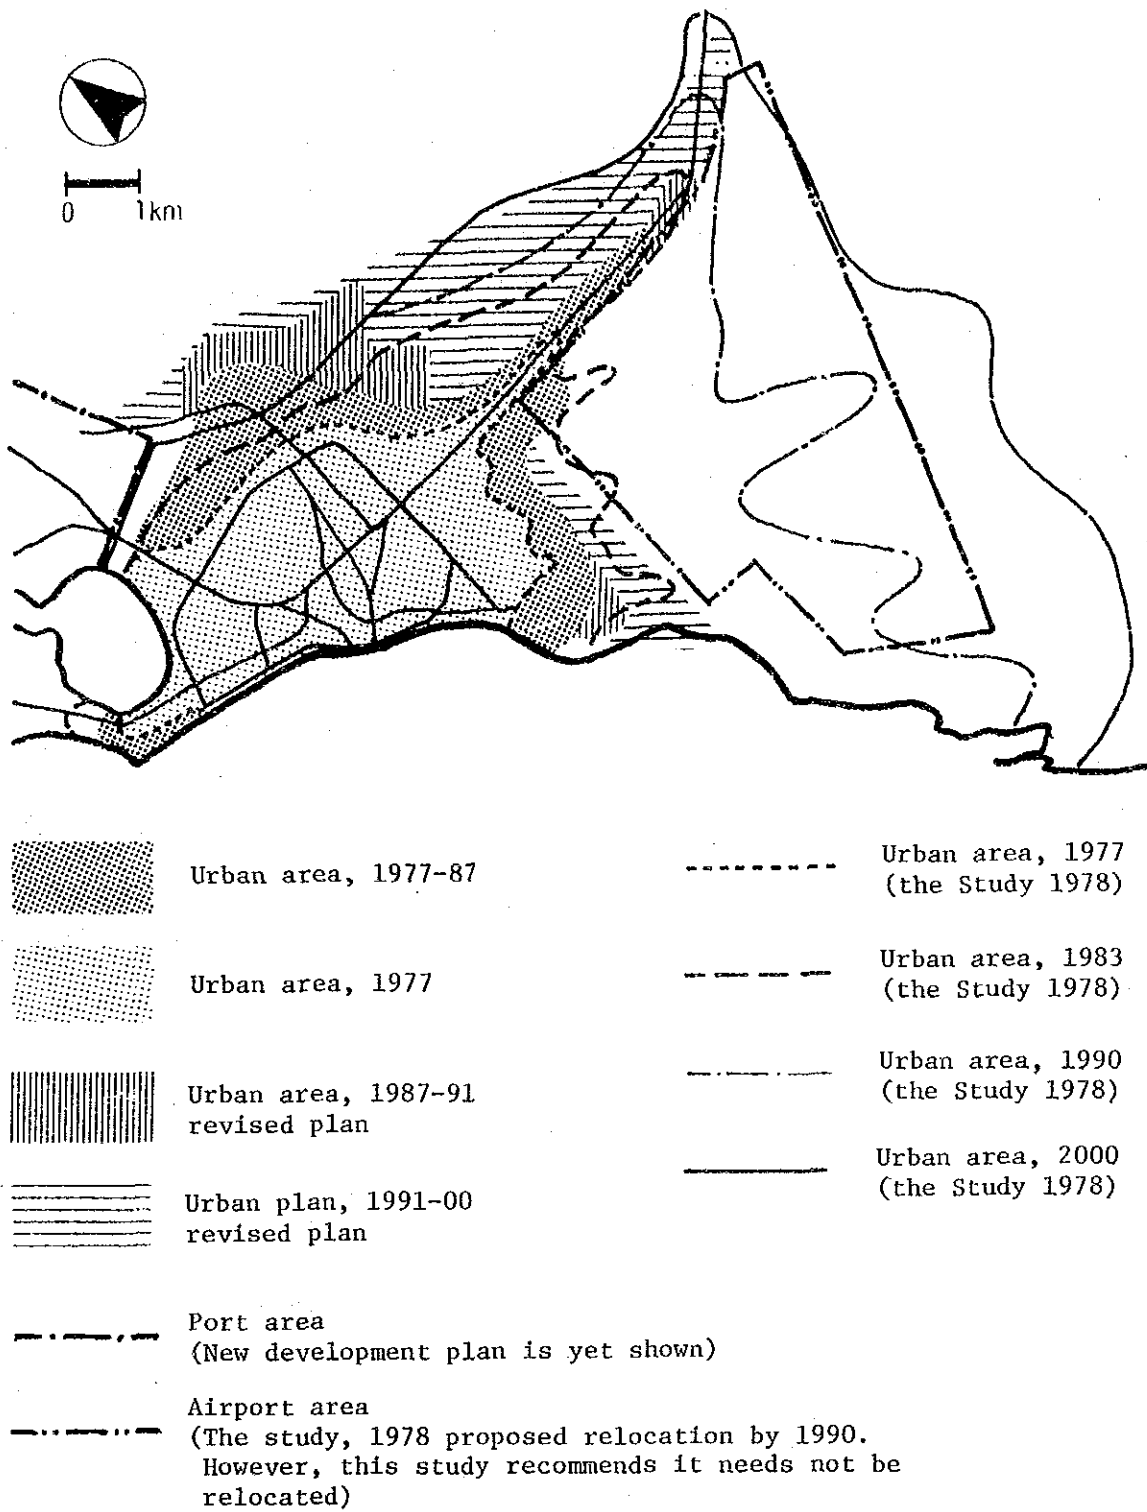 0 1km
Urban area, 1977-87
Urban area, 1977
Urban area, 1987-91
revised plan
Urban plan, 1991-00
revised plan
Port area
(New development plan is yet shown)
Airport area
(The study, 1978 proposed relocation by 1990.
However, this study recommends it needs not be
relocated)
Urban area, 1977
(the Study 1978)
Urban area, 1983
(the Study 1978)
Urban area, 1990
(the Study 1978)
Urban area, 2000
(the Study 1978)